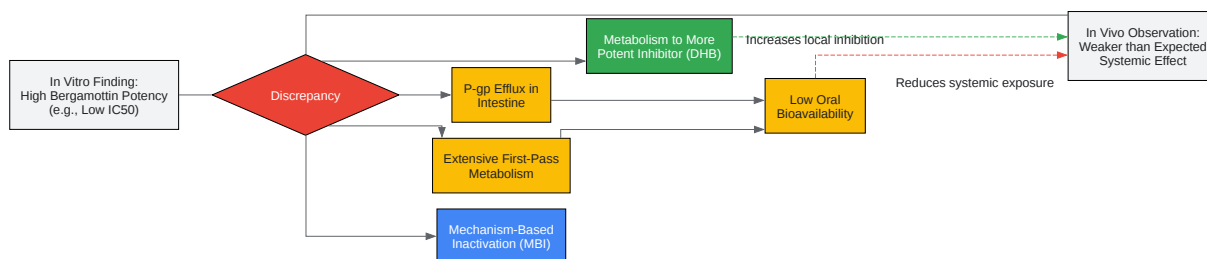 In Vitro Finding:
High Bergamottin Potency
(e.g., Low IC50)
Discrepancy
Metabolism to More
Potent Inhibitor (DHB)
Increases local inhibition
In Vivo Observation:
Weaker than Expected
Systemic Effect
P-gp Efflux in
Intestine
Reduces systemic exposure
Low Oral
Bioavailability
Extensive First-Pass
Metabolism
Mechanism-Based
Inactivation (MBI)